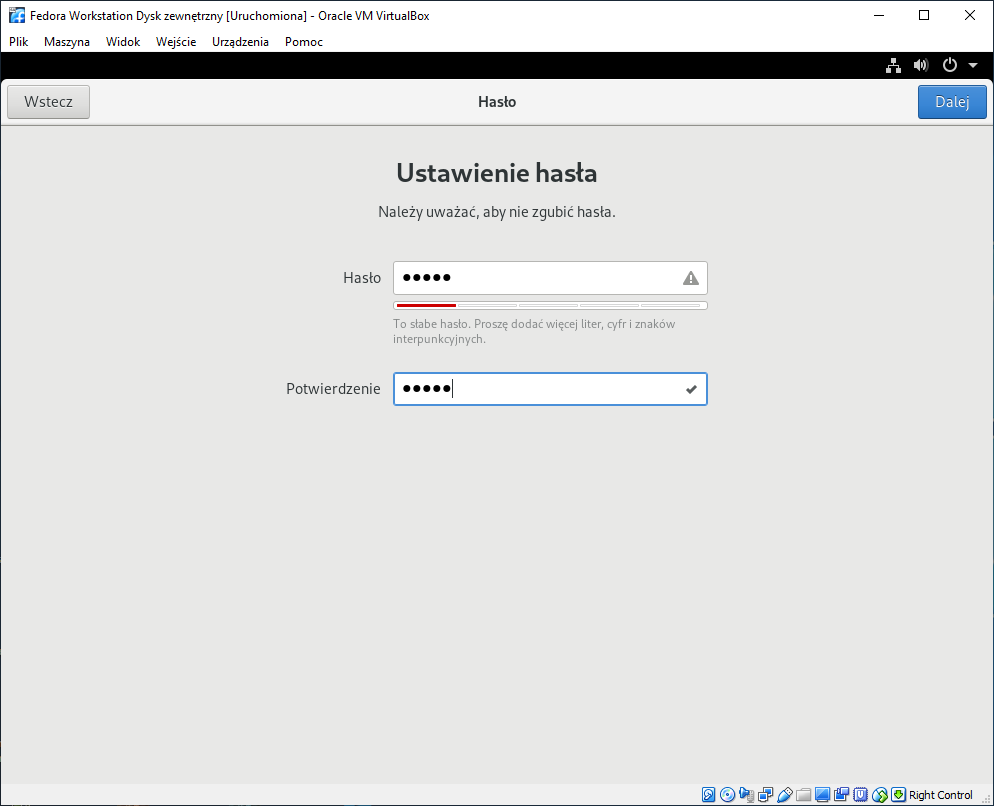 Fedora Workstation Dysk zewnętrzny [Uruchomiona] - Oracle VM VirtualBox
Plik Maszyna Widok Wejście Urządzenia Pomoc
Wstecz Hasło Dalej
Ustawienie hasła
Należy uważać, aby nie zgubić hasła.
Hasło ●●●●●
To słabe hasło. Proszę dodać więcej liter, cyfr i znaków
interpunkcyjnych.
Potwierdzenie ●●●●●
Right Control